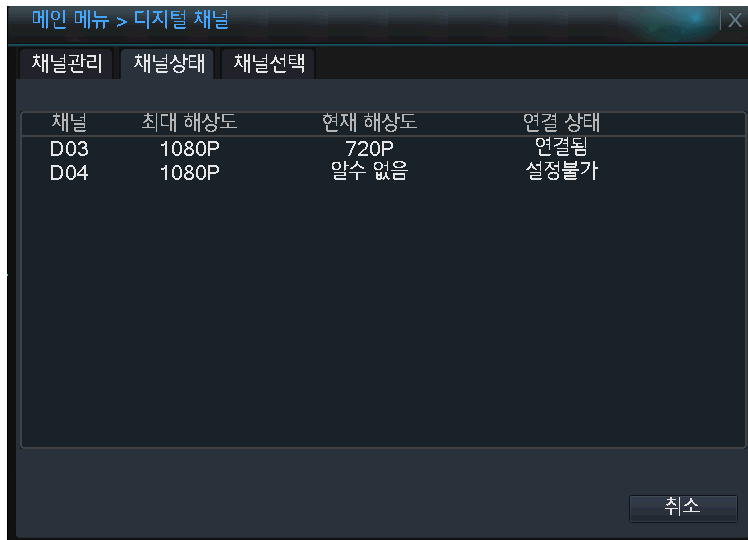 메인 메뉴 > 디지털 채널 X
채널관리 채널상태 채널선택
채널 최대 해상도 현재 해상도 연결 상태
D03 1080P 720P 연결됨
D04 1080P 알수 없음 설정불가
취소